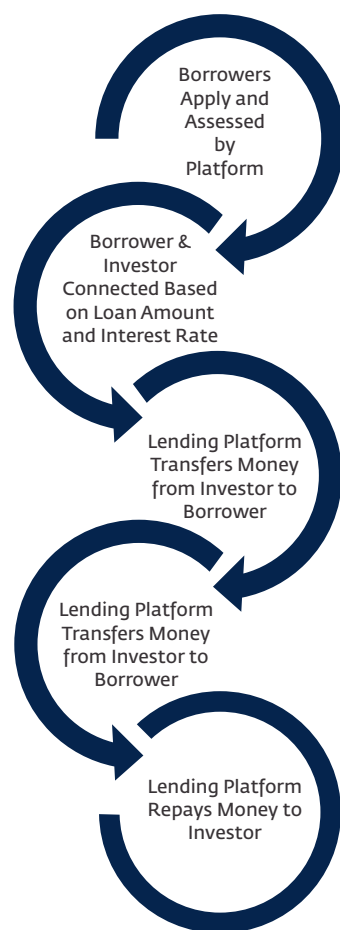 Borrowers
Apply and
Assessed
by
Platform
Borrower &
Investor
Connected Based
on Loan Amount
and Interest Rate
Lending Platform
Transfers Money
from Investor to
Borrower
Lending Platform
Transfers Money
from Investor to
Borrower
Lending Platform
Repays Money to
Investor